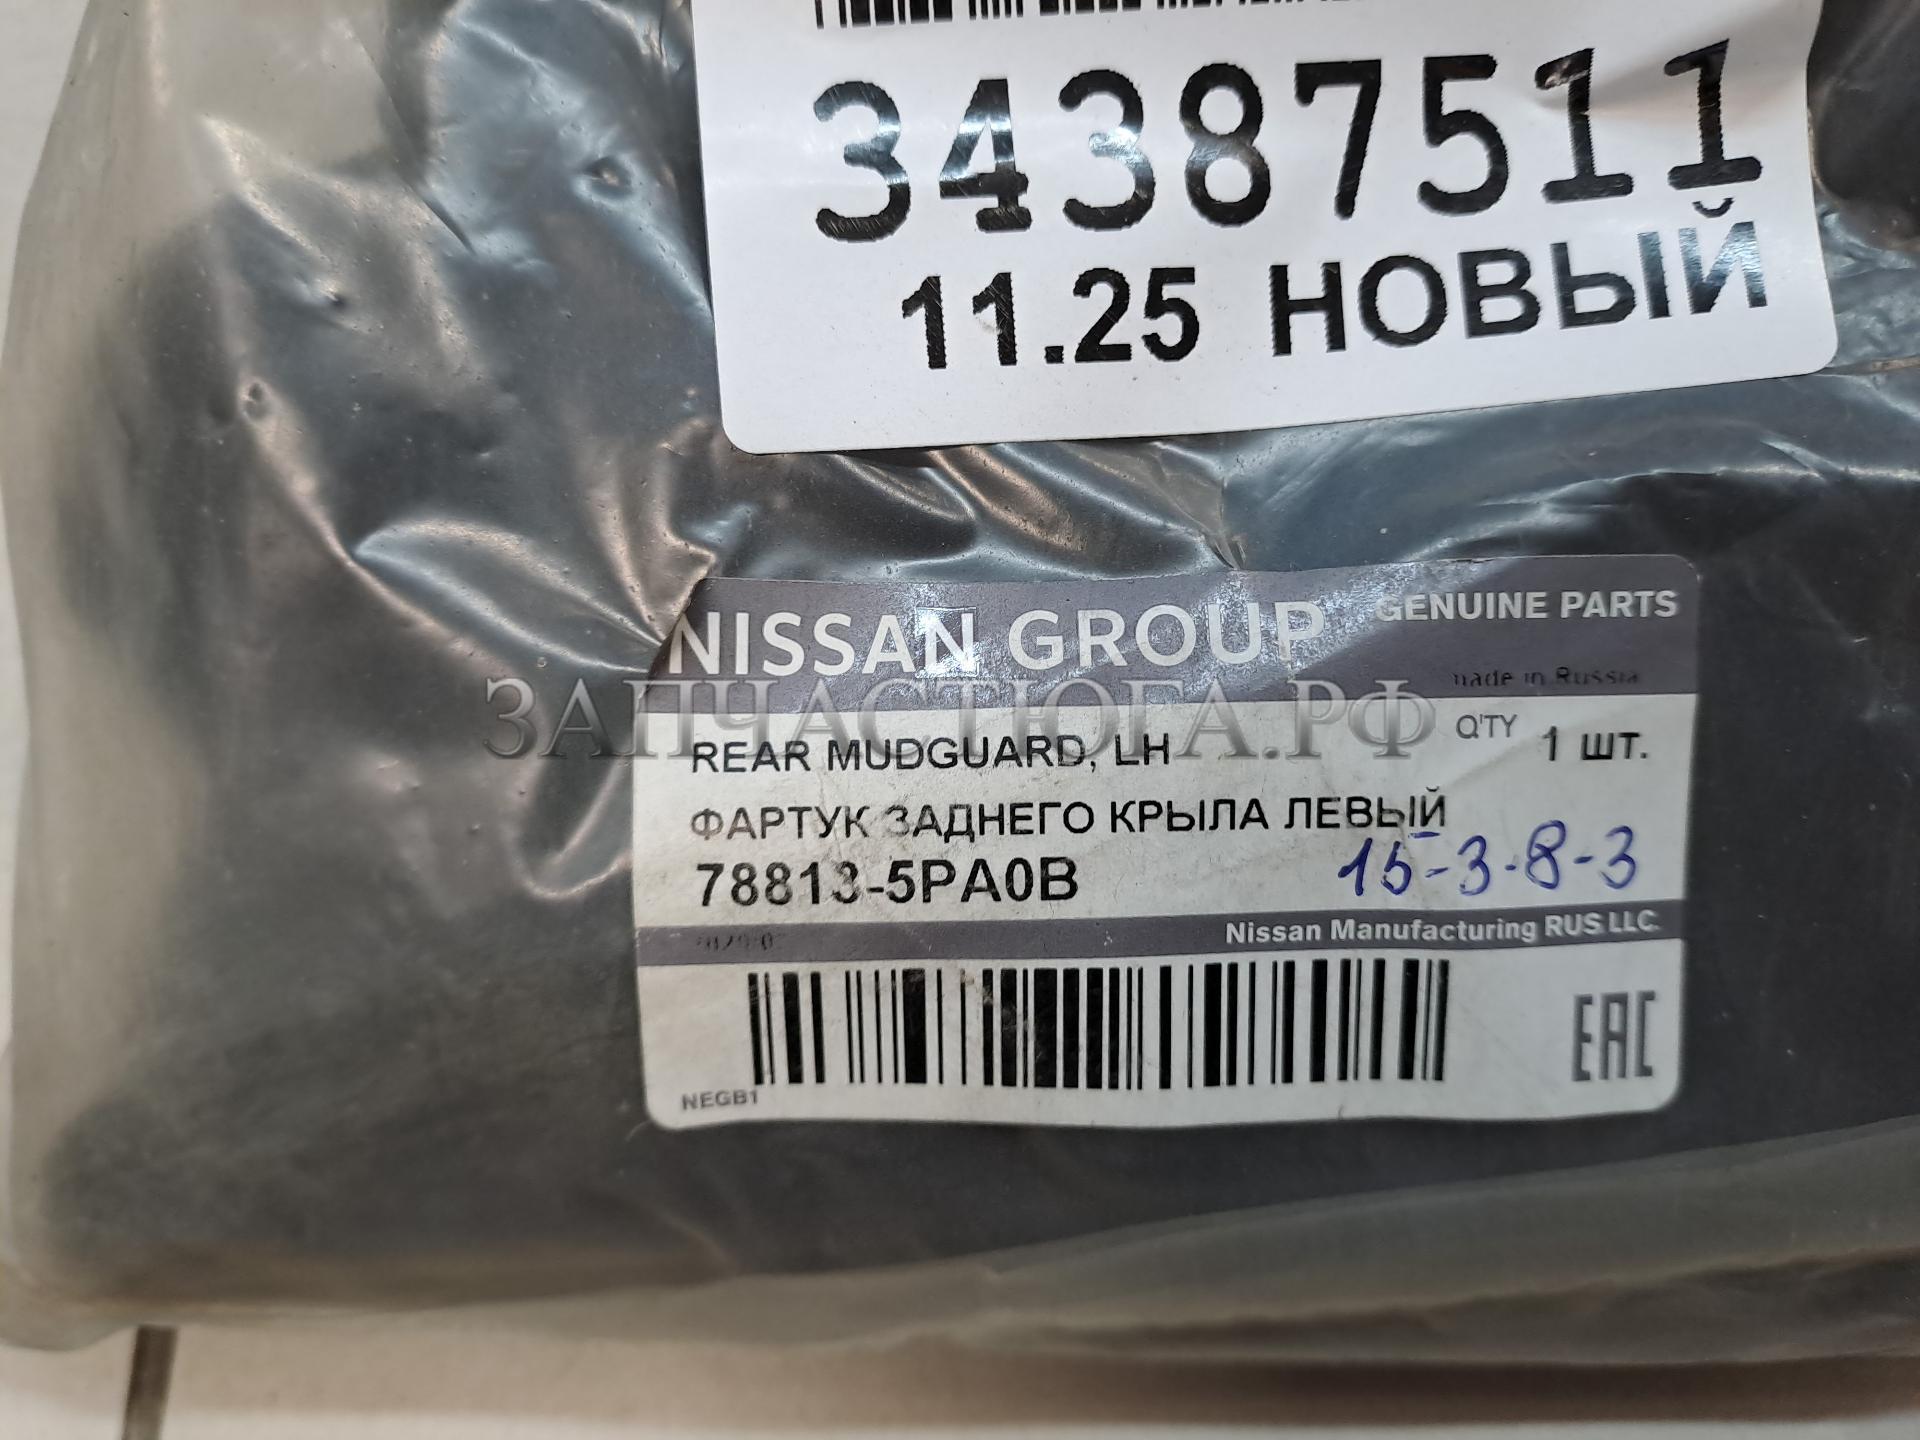 34387511
11.25 НОВЫЙ
NISSAN GROUP GENUINE PARTS
made in Russia
ЗАПЧАСТЮГА.РФ
REAR MUDGUARD, LH Q'TY 1 шт.
ФАРТУК ЗАДНЕГО КРЫЛА ЛЕВЫЙ
78813-5PA0B 15-3-8-3
Nissan Manufacturing RUS LLC
EAC
NEGB1